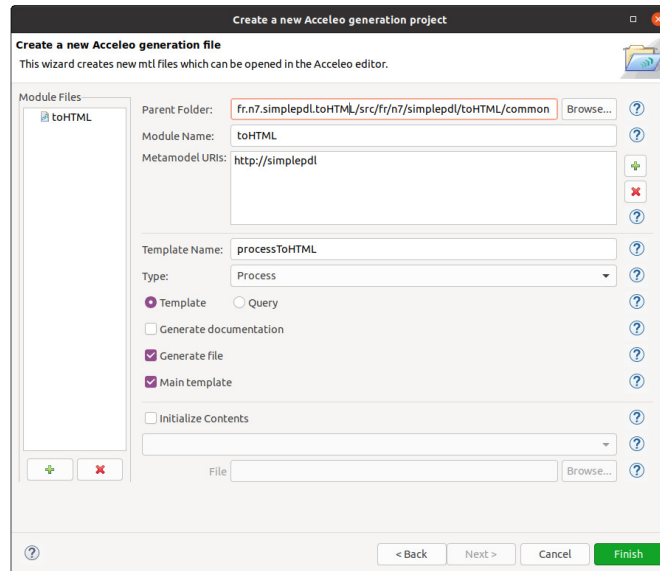 Create a new Acceleo generation project
Create a new Acceleo generation file
This wizard creates new mtl files which can be opened in the Acceleo editor.
Module Files
toHTML
Parent Folder: fr.n7.simplepdl.toHTML/src/fr/n7/simplepdl/toHTML/common Browse...
Module Name: toHTML
Metamodel URIs: http://simplepdl
Template Name: processToHTML
Type: Process
Template Query
Generate documentation
Generate file
Main template
Initialize Contents
File Browse...
< Back Next > Cancel Finish